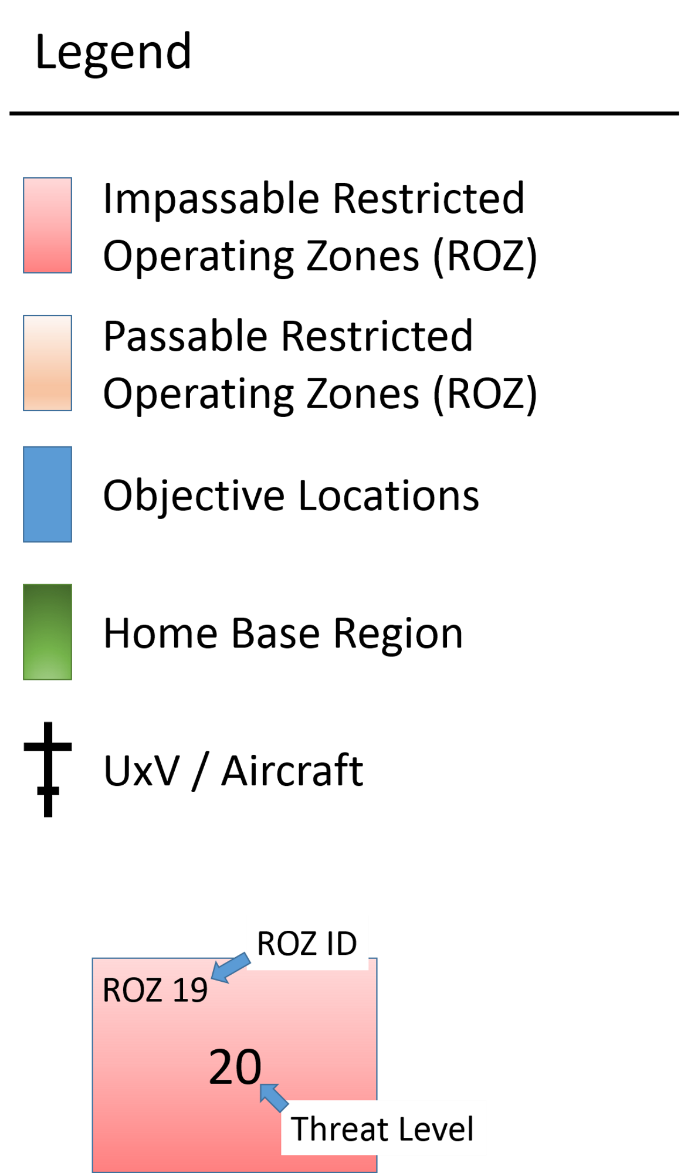 Legend
Impassable Restricted
Operating Zones (ROZ)
Passable Restricted
Operating Zones (ROZ)
Objective Locations
Home Base Region
UxV / Aircraft
ROZ ID
ROZ 19
20
Threat Level